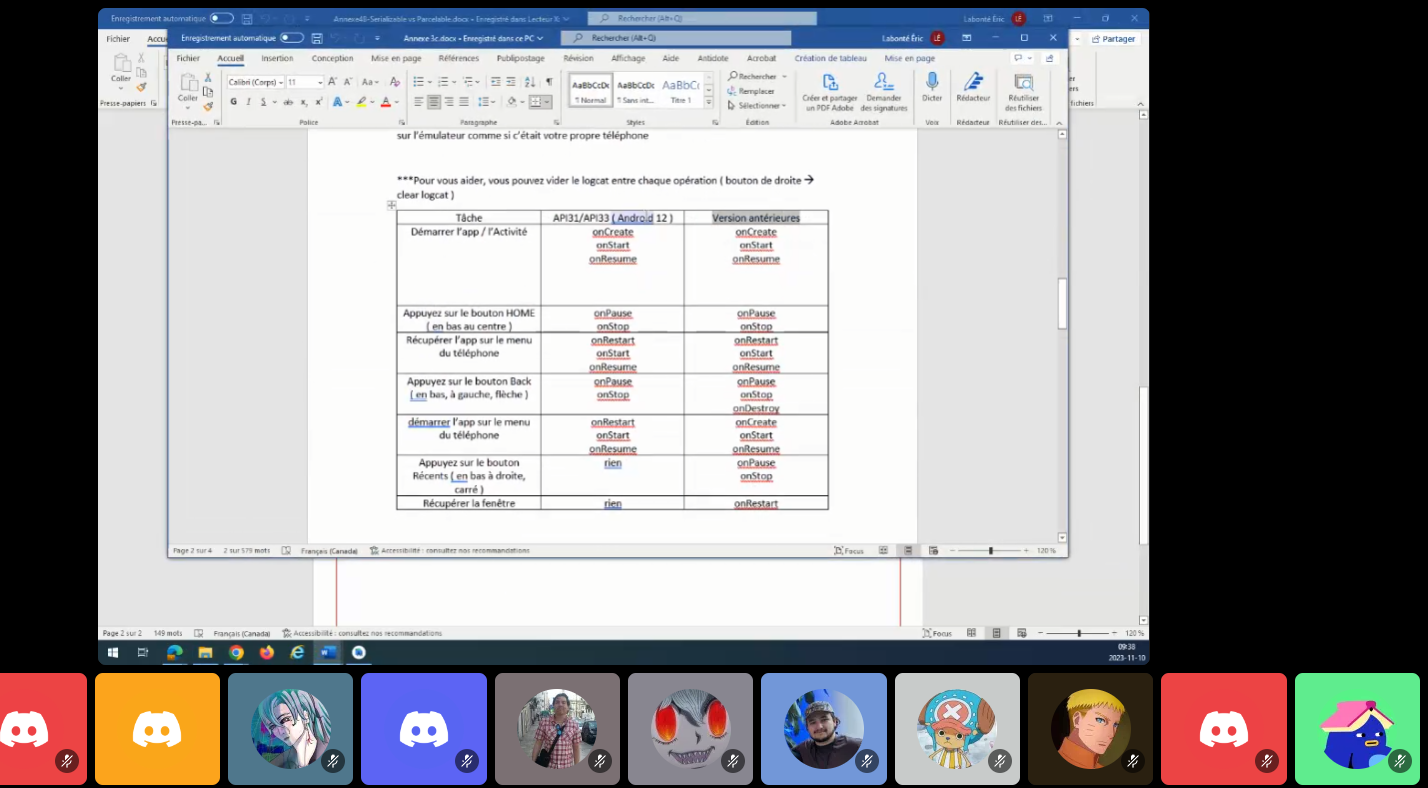 Enregistrement automatique
Annexe4B-Serializable vs Parcelable.docx • Enregistré dans Lecteur
Rechercher (Alt+Q)
Labonté Éric LE
Fichier
Partager
Coller
Presse-papiers
Enregistrement automatique
Annexe 3c.docx • Enregistré dans ce PC
Rechercher (Alt+Q)
Labonté Éric LE
Fichier Accueil Insertion Conception Mise en page Références Publipostage Révision Affichage Aide Antidote Acrobat Création de tableau Mise en page
Coller
Calibri (Corps) 11
G I S ab
AaBbCcDc AaBbCcDc AaBbCc
¶ Normal ¶ Sans int... Titre 1
Rechercher
Remplacer
Sélectionner
Créer et partager un PDF Adobe
Demander des signatures
Dicter
Rédacteur
Réutiliser des fichiers
Presse-pa... Police Paragraphe Styles Édition Adobe Acrobat Voix Rédacteur Réutiliser des...
sur l'émulateur comme si c'était votre propre téléphone
***Pour vous aider, vous pouvez vider le logcat entre chaque opération ( bouton de droite →
clear logcat )
Tâche API31/API33 ( Android 12 ) Version antérieures
Démarrer l'app / l'Activité onCreate onCreate
onStart onStart
onResume onResume
Appuyez sur le bouton HOME onPause onPause
( en bas au centre ) onStop onStop
Récupérer l'app sur le menu onRestart onRestart
du téléphone onStart onStart
onResume onResume
Appuyez sur le bouton Back onPause onPause
( en bas, à gauche, flèche ) onStop onStop
onDestroy
démarrer l'app sur le menu onRestart onCreate
du téléphone onStart onStart
onResume onResume
Appuyez sur le bouton rien onPause
Récents ( en bas à droite, onStop
carré )
Récupérer la fenêtre rien onRestart
Page 2 sur 4 2 sur 579 mots Français (Canada) Accessibilité : consultez nos recommandations Focus 120 %
Page 2 sur 2 149 mots Français (Canada) Accessibilité : consultez nos recommandations Focus 120 %
09:38
2023-11-10